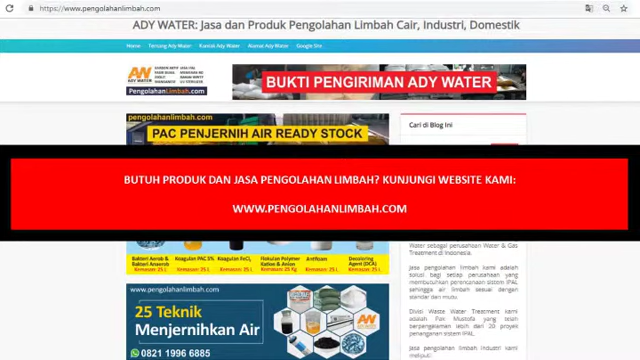 https://www.pengolahanlimbah.com
ADY WATER: Jasa dan Produk Pengolahan Limbah Cair, Industri, Domestik
Home Tentang Ady Water Kontak Ady Water Alamat Ady Water Google Site
AW
ADY WATER
PengolahanLimbah.com
BUKTI PENGIRIMAN ADY WATER
pengolahanlimbah.com
PAC PENJERNIH AIR READY STOCK
Cari di Blog Ini
BUTUH PRODUK DAN JASA PENGOLAHAN LIMBAH? KUNJUNGI WEBSITE KAMI:
WWW.PENGOLAHANLIMBAH.COM
Bakteri Aerob & Bakteri Anaerob
Kemasan: 25 L
Koagulan PAC
Kemasan: 25 L
Koagulan FeCl3
Kemasan: 25 L
Flokulan Polymer Kation & Anion
Kemasan: 25 Kg
Antifoam
Kemasan: 25 L
Decoloring Agent (DCA)
Kemasan: 25 L
Water sebagai perusahaan Water & Gas
Treatment di Indonesia.
Jasa pengolahan limbah kami adalah
solusi bagi setiap perusahaan yang
membutuhkan perencanaan sistem IPAL
sehingga air limbah sesuai dengan
standar dan mutu.
Divisi Waste Water Treatment kami
adalah Pak Mustofa yang telah
berpengalaman lebih dari 20 proyek
penanganan sistem IPAL.
Jasa pengolahan limbah industri kami
meliputi:
www.pengolahanlimbah.com
25 Teknik
Menjernihkan Air
0821 1996 6885
AW